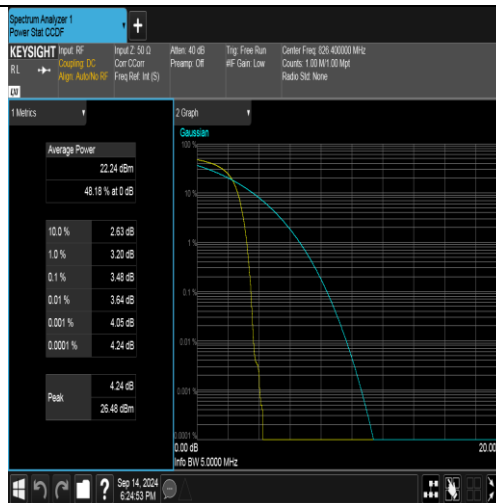 Spectrum Analyzer 1
Power Stat CCDF
+
KEYSIGHT
RL
Input: RF
Coupling: DC
Align: Auto/No RF
Input Z: 50 Ω
Corr CCorr
Freq Ref: Int (S)
Atten: 40 dB
Preamp: Off
Trig: Free Run
#IF Gain: Low
Center Freq: 826.400000 MHz
Counts: 1.00 M/1.00 Mpt
Radio Std: None
1 Metrics
Average Power
22.24 dBm
48.18 % at 0 dB
10.0 % 2.63 dB
1.0 % 3.20 dB
0.1 % 3.48 dB
0.01 % 3.64 dB
0.001 % 4.05 dB
0.0001 % 4.24 dB
Peak
4.24 dB
26.48 dBm
2 Graph
Gaussian
100 %
10 %
1 %
0.1 %
0.01 %
0.001 %
0.0001 %
0.00 dB
20.00
Info BW 5.0000 MHz
?
Sep 14, 2024
6:24:53 PM